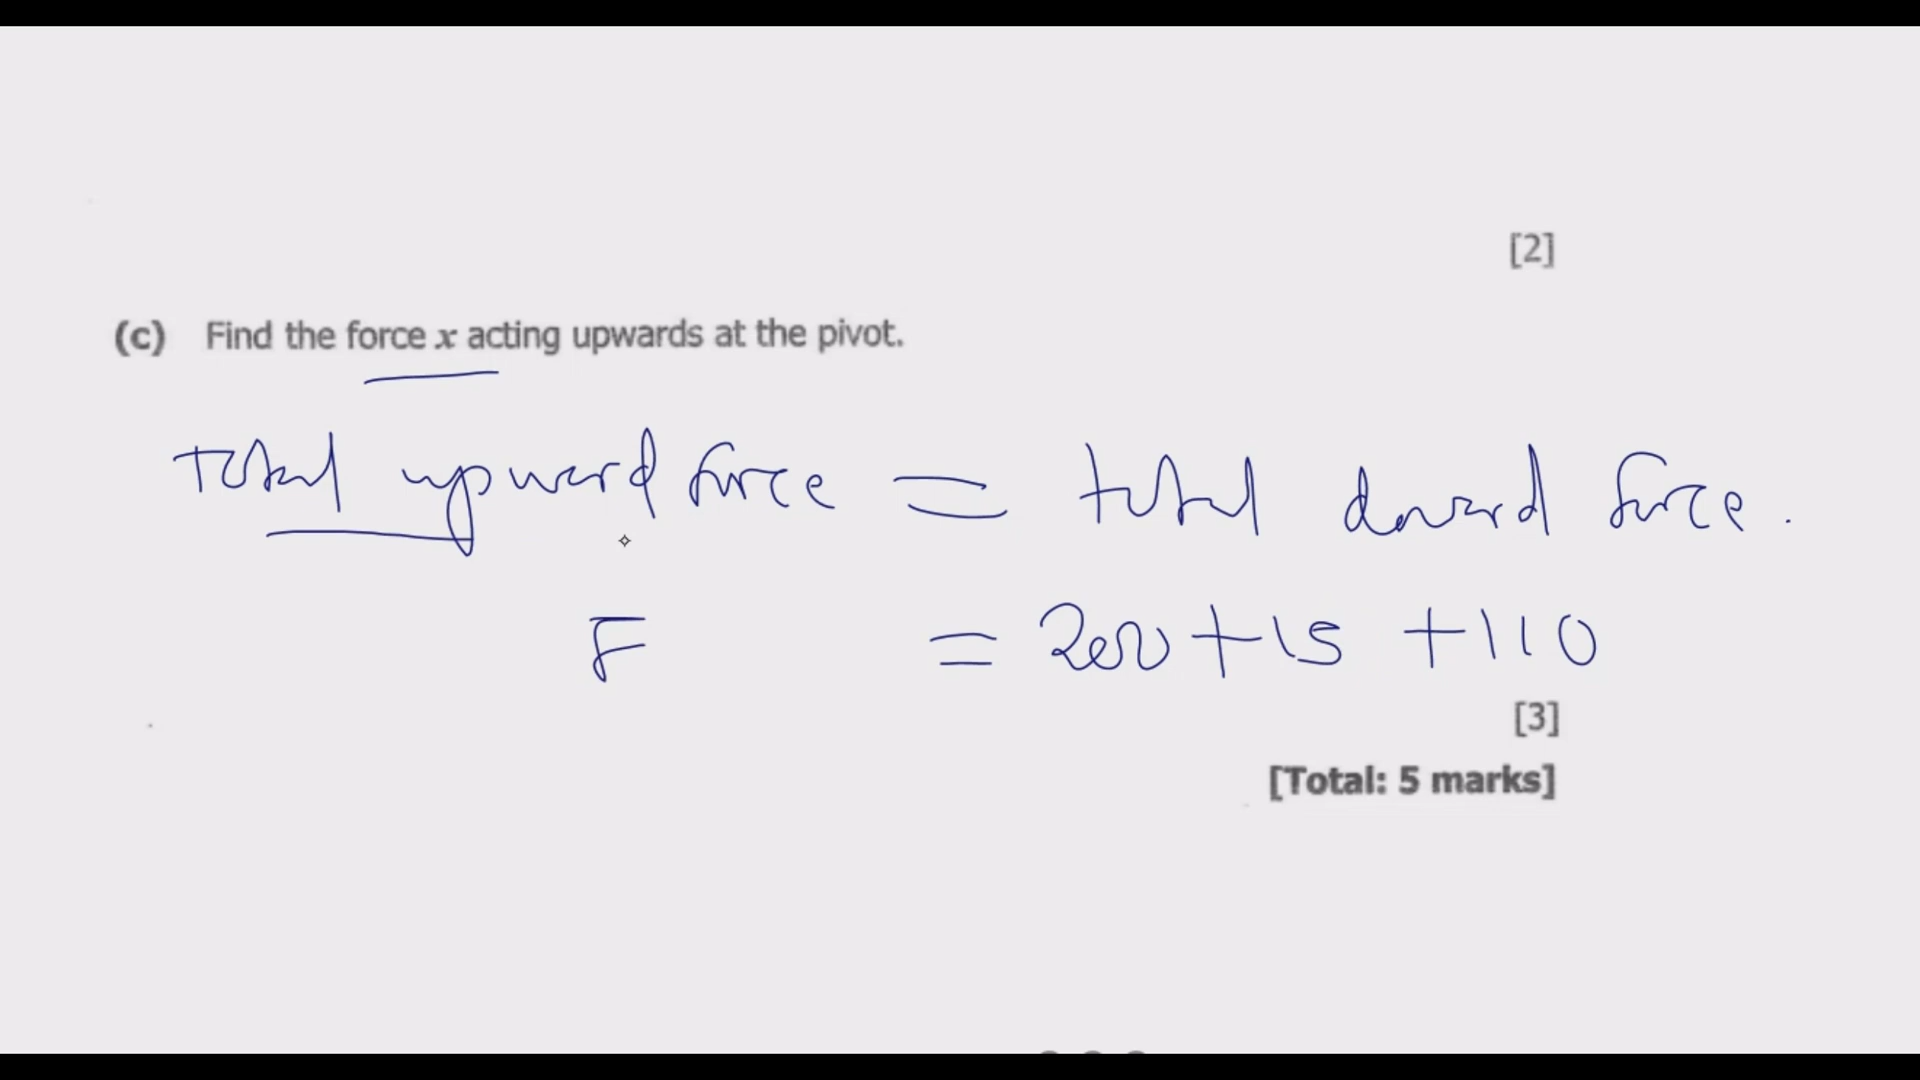 [2]
(c) Find the force x acting upwards at the pivot.
Total upward force = total doward force.
F = 200 + 15 + 110
[3]
[Total: 5 marks]